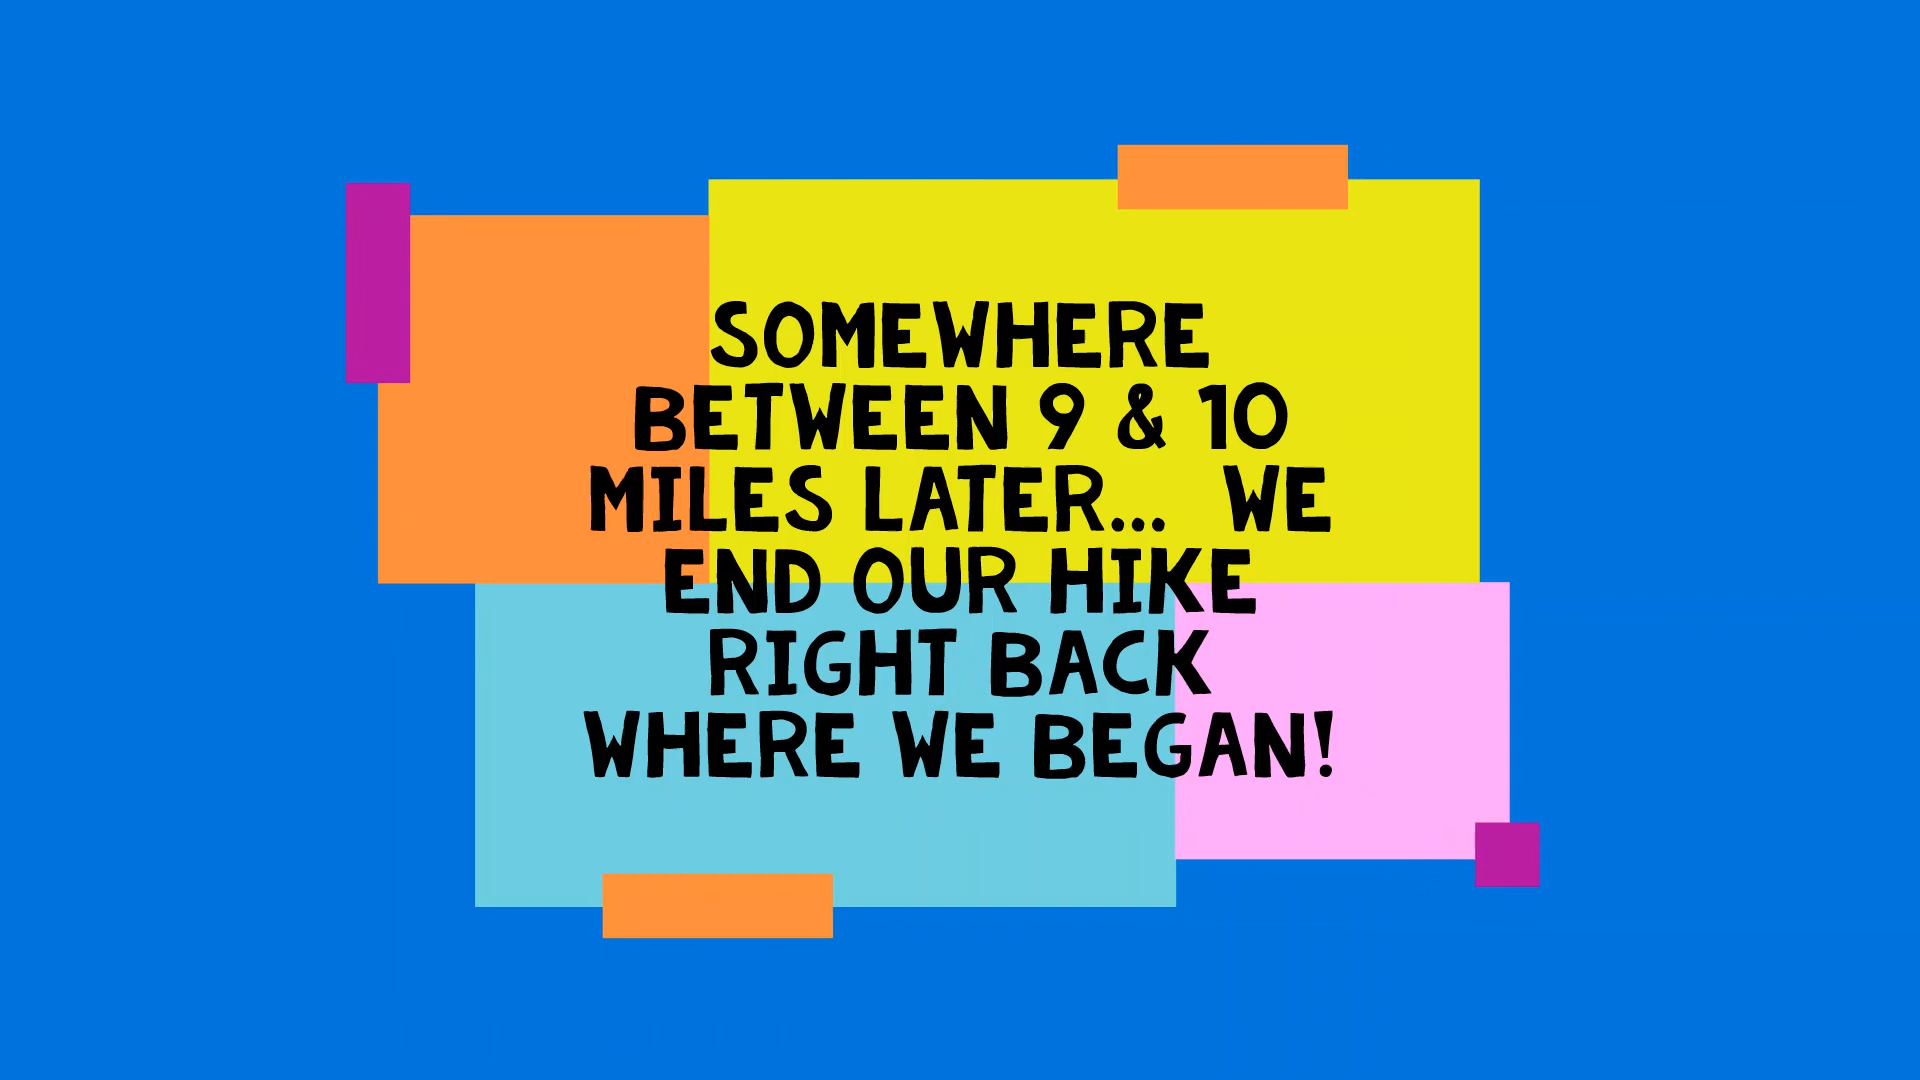 SOMEWHERE
BETWEEN 9 & 10
MILES LATER... WE
END OUR HIKE
RIGHT BACK
WHERE WE BEGAN!